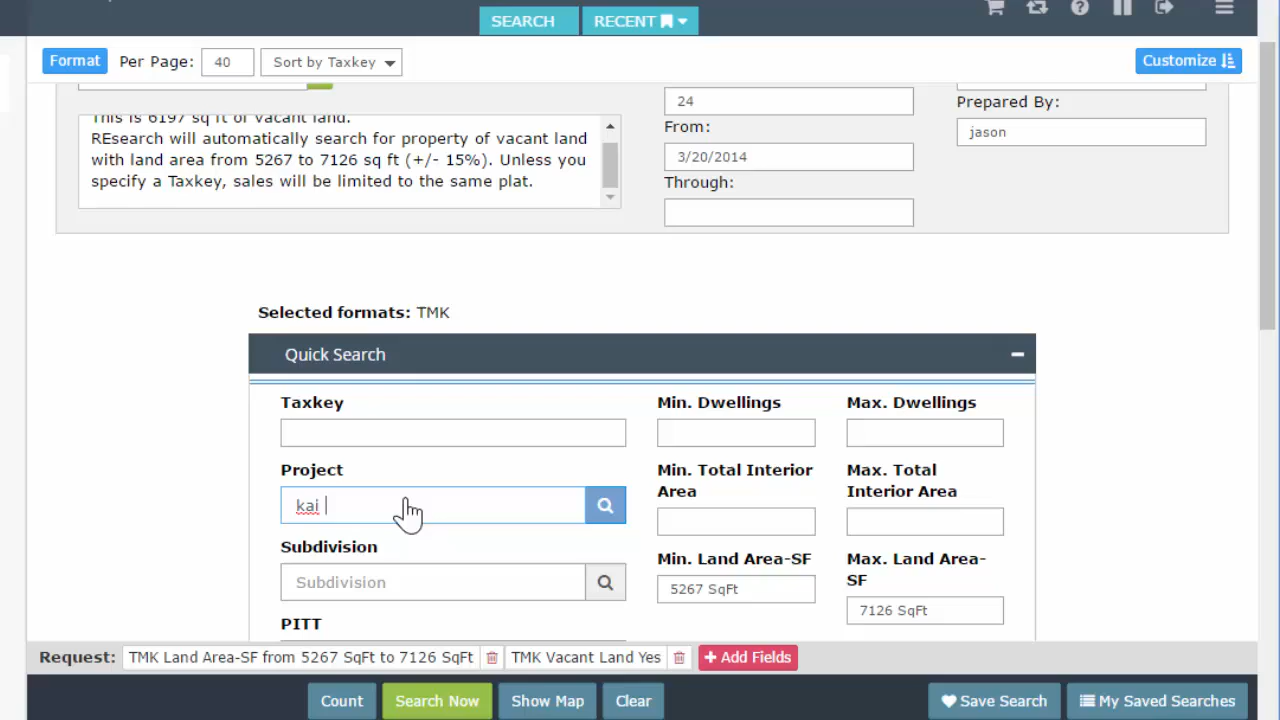 SEARCH RECENT
Format Per Page: 40 Sort by Taxkey Customize
This is 6197 sq ft of vacant land.
REsearch will automatically search for property of vacant land
with land area from 5267 to 7126 sq ft (+/- 15%). Unless you
specify a Taxkey, sales will be limited to the same plat.
24
From:
3/20/2014
Through:
Prepared By:
jason
Selected formats: TMK
Quick Search
Taxkey
Project
kai
Subdivision
Subdivision
PITT
Min. Dwellings
Min. Total Interior
Area
Min. Land Area-SF
5267 SqFt
Max. Dwellings
Max. Total
Interior Area
Max. Land Area-
SF
7126 SqFt
Request: TMK Land Area-SF from 5267 SqFt to 7126 SqFt TMK Vacant Land Yes + Add Fields
Count Search Now Show Map Clear Save Search My Saved Searches